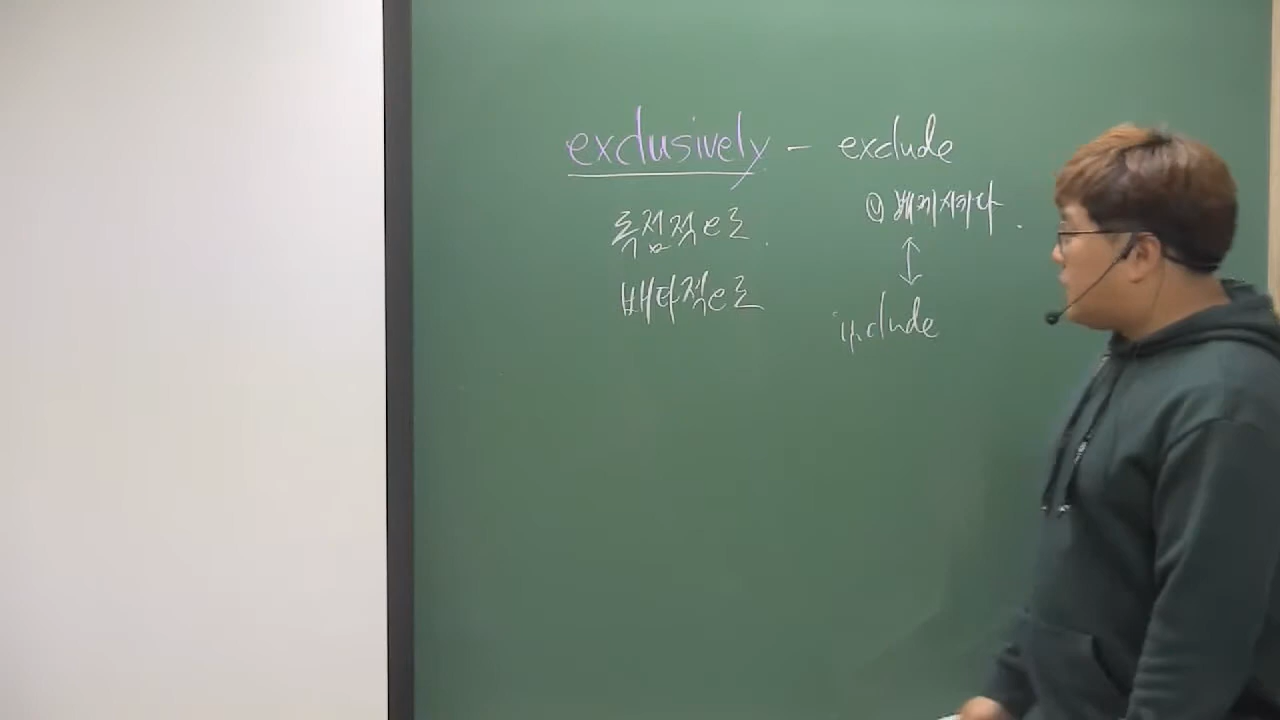 exclusively - exclude
독점적으로.
ⓥ 배제시키다.
배타적으로
↕
include